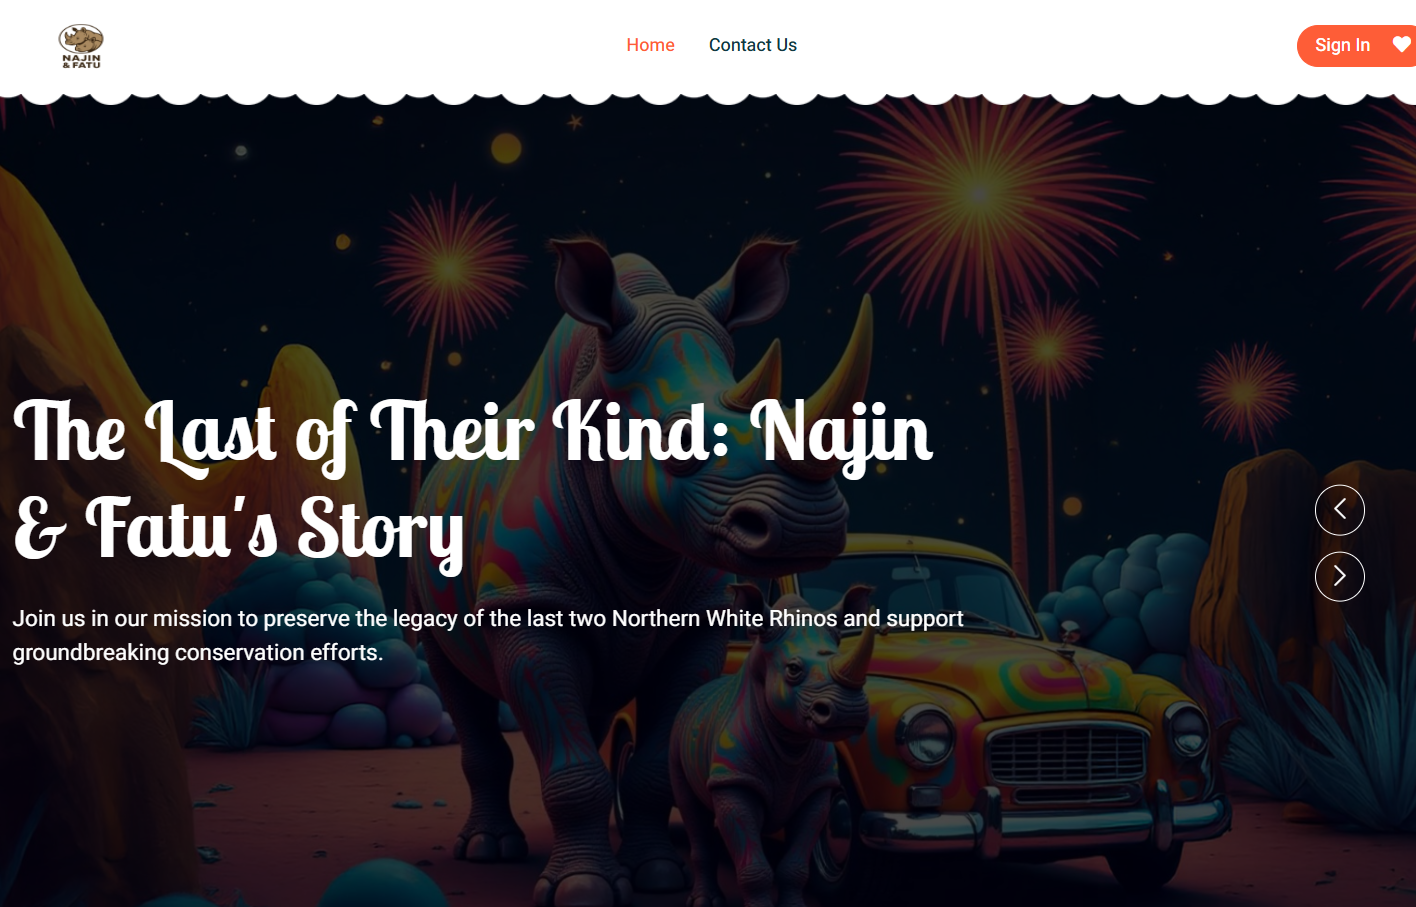 NAJIN
& FATU
Home
Contact Us
Sign In
The Last of Their Kind: Najin
& Fatu's Story
Join us in our mission to preserve the legacy of the last two Northern White Rhinos and support
groundbreaking conservation efforts.